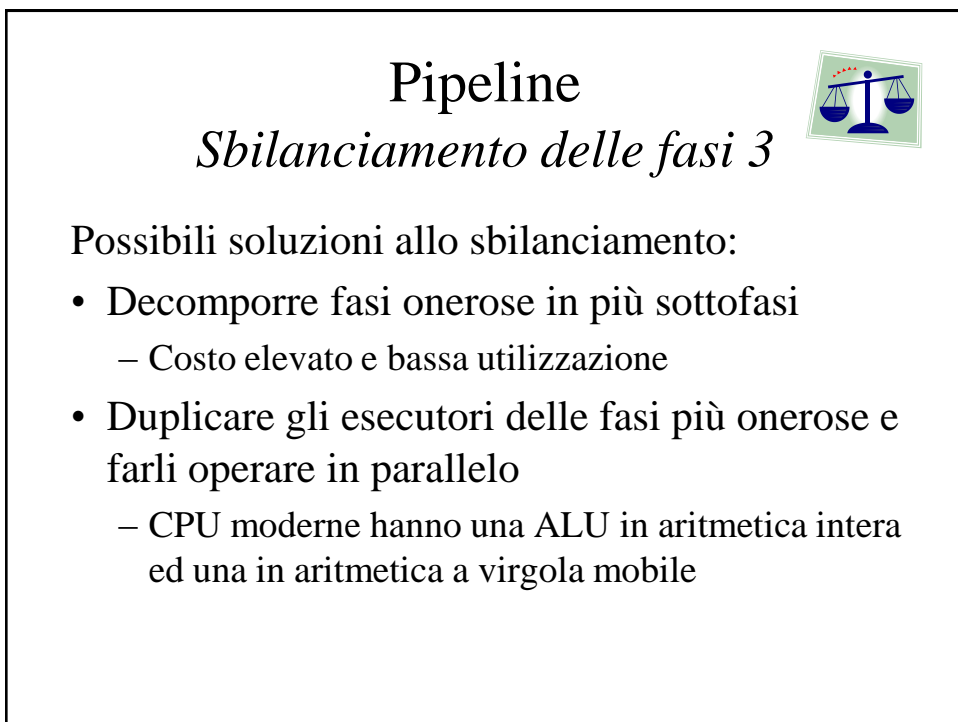 Pipeline
Sbilanciamento delle fasi 3
Possibili soluzioni allo sbilanciamento:
• Decomporre fasi onerose in più sottofasi
– Costo elevato e bassa utilizzazione
• Duplicare gli esecutori delle fasi più onerose e
farli operare in parallelo
– CPU moderne hanno una ALU in aritmetica intera
ed una in aritmetica a virgola mobile